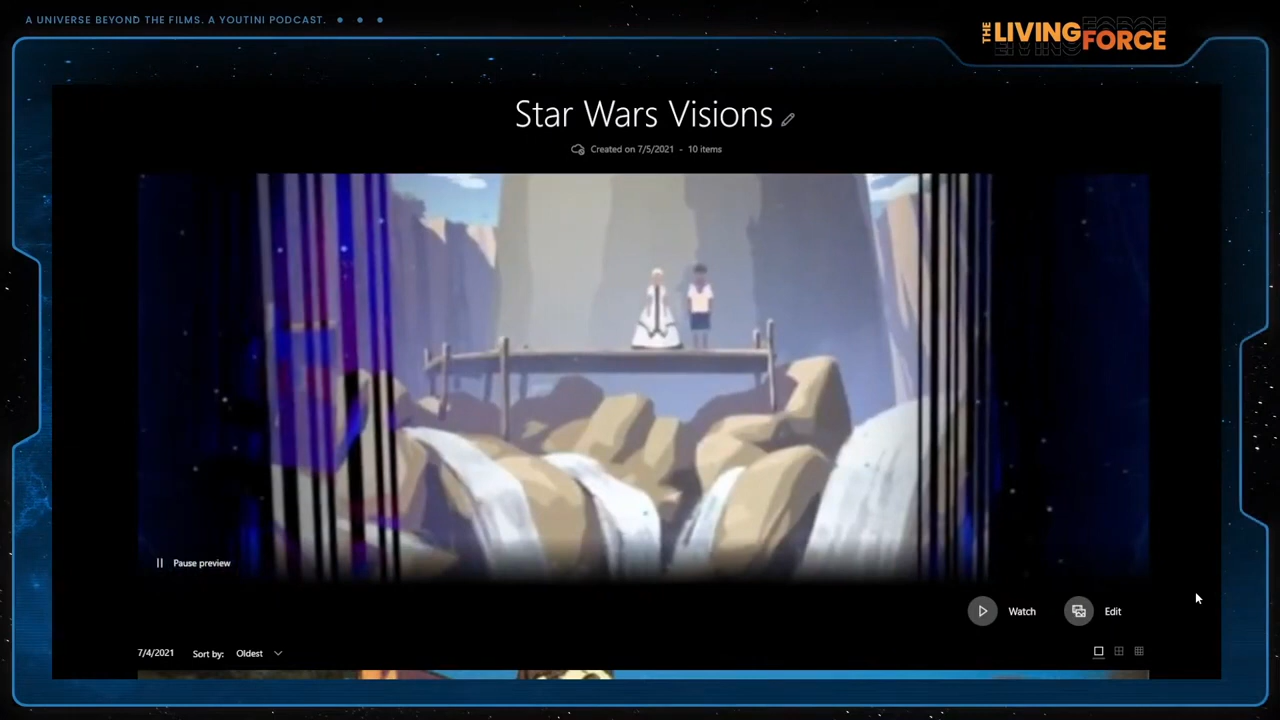 A UNIVERSE BEYOND THE FILMS. A YOUTINI PODCAST.
THE LIVING FORCE
Star Wars Visions
Created on 7/5/2021 - 10 items
Pause preview
Watch
Edit
7/4/2021
Sort by: Oldest